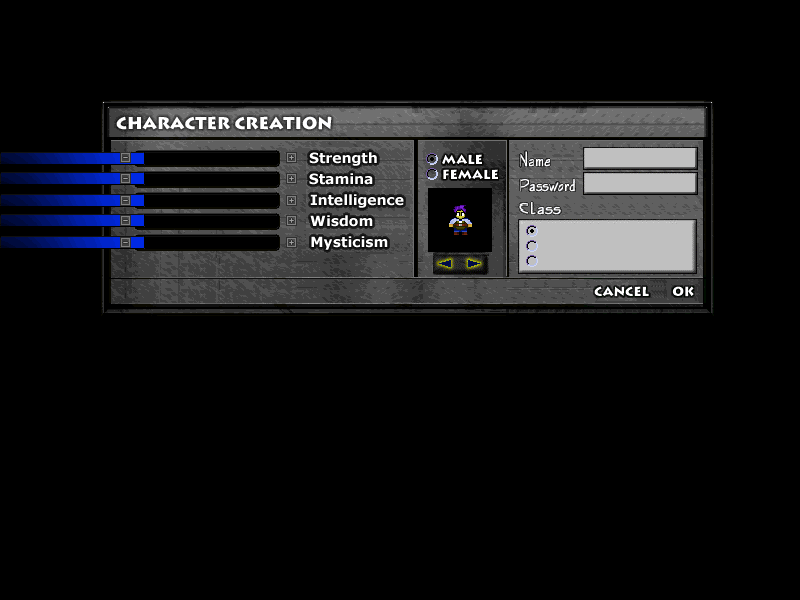 CHARACTER CREATION
Strength
Stamina
Intelligence
Wisdom
Mysticism
MALE
FEMALE
Name
Password
Class
CANCEL OK